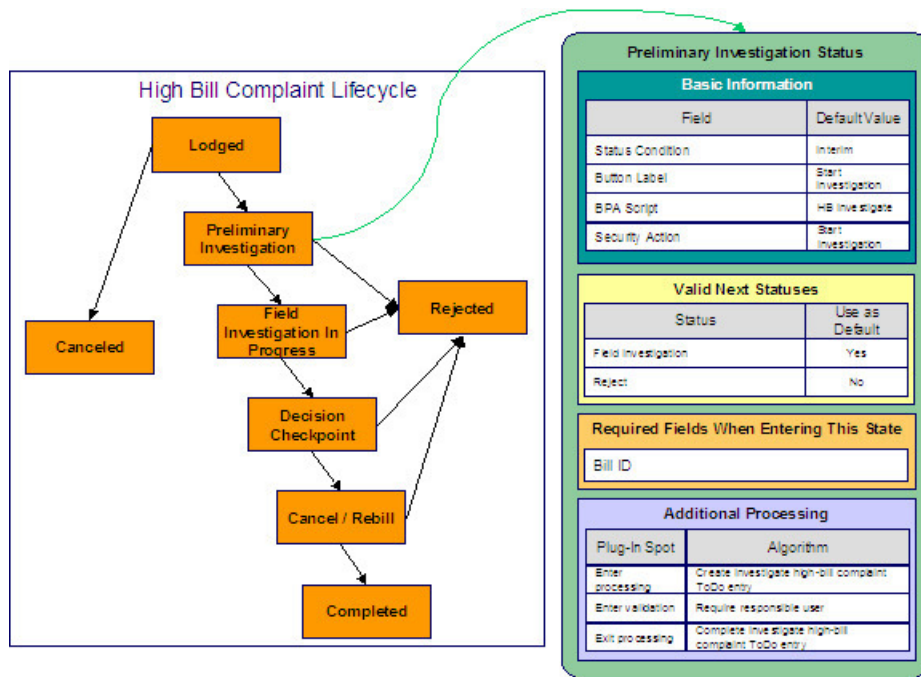 High Bill Complaint Lifecycle
Lodged
Preliminary
Investigation
Field
Investigation In
Progress
Rejected
Canceled
Decision
Checkpoint
Cancel / Rebill
Completed
Preliminary Investigation Status
Basic Information
Field Default Value
Status Condition Interim
Button Label Start
Investigation
BPA Script HB Investigate
Security Action Start
Investigation
Valid Next Statuses
Status Use as
Default
Field Investigation Yes
Reject No
Required Fields When Entering This State
Bill ID
Additional Processing
Plug-In Spot Algorithm
Enter
processing Create investigate high-bill complaint
ToDo entry
Enter validation Require responsible user
Exit processing Complete investigate high-bill
complaint ToDo entry